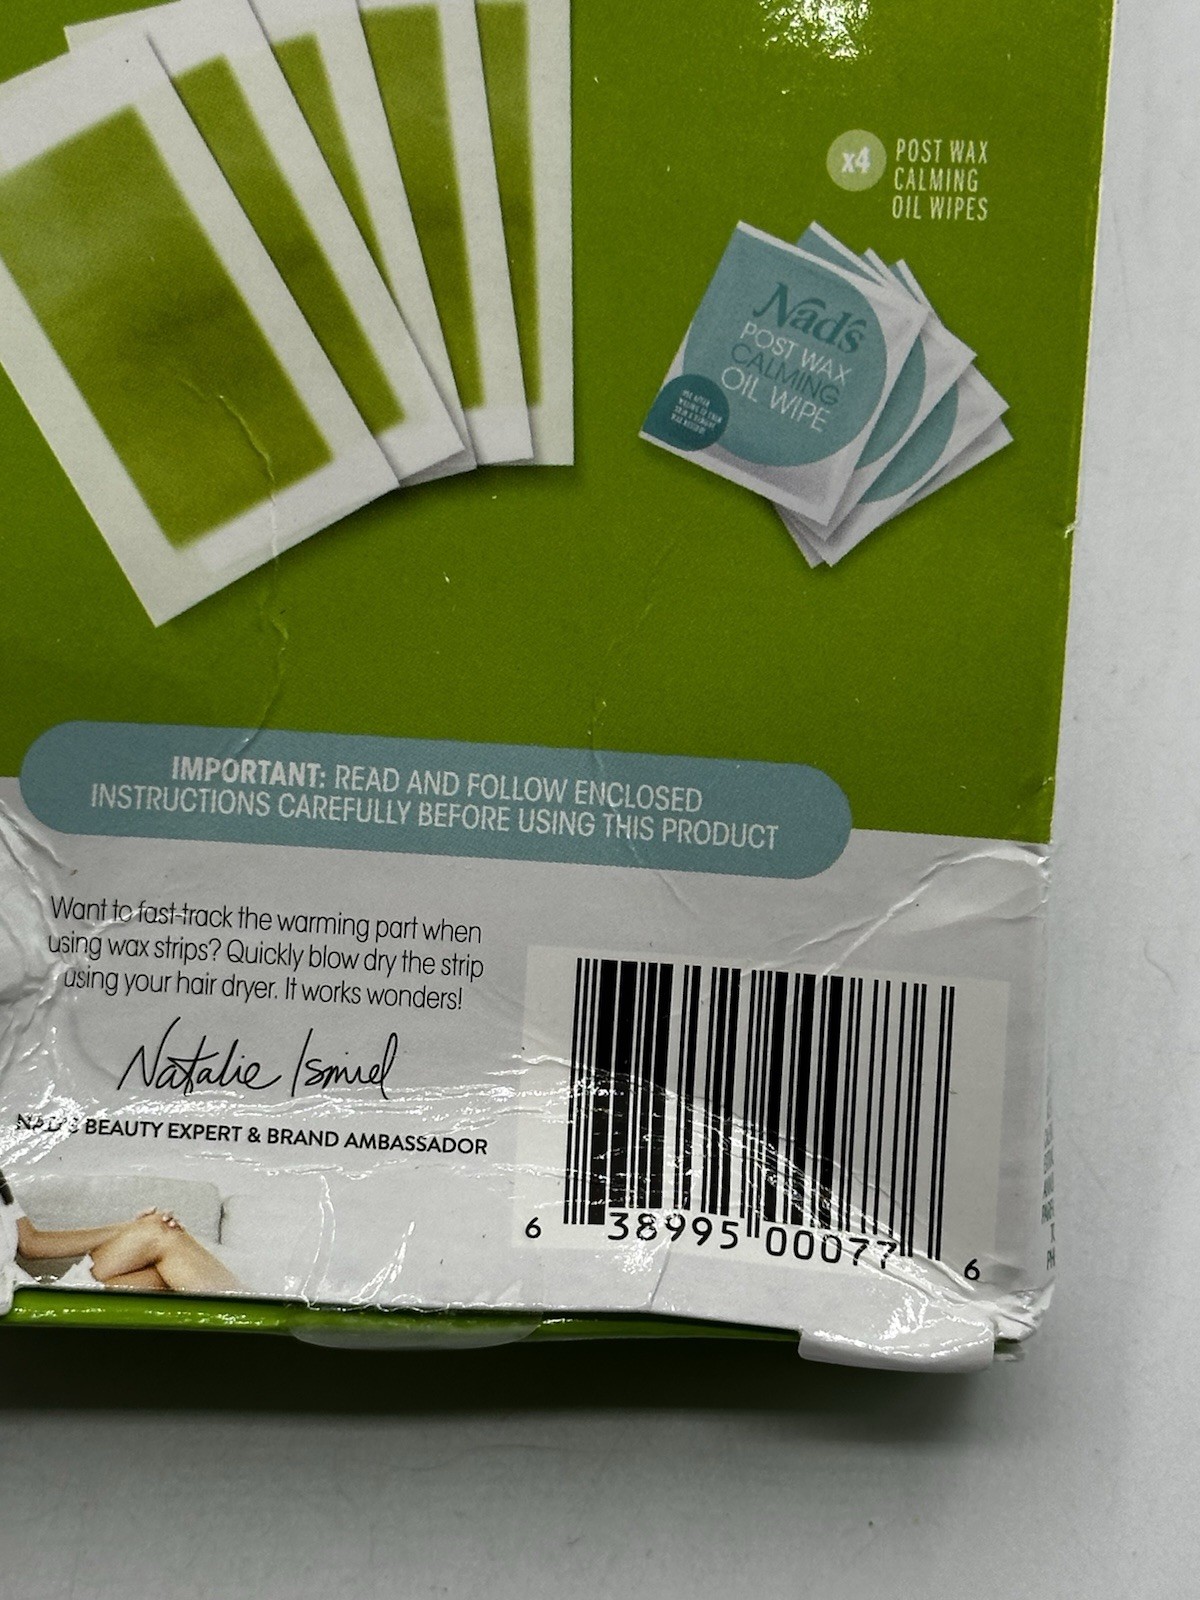 x4
POST WAX
CALMING
OIL WIPES
Nad's
POST WAX
CALMING
OIL WIPE
IMPORTANT: READ AND FOLLOW ENCLOSED
INSTRUCTIONS CAREFULLY BEFORE USING THIS PRODUCT
Want to fast-track the warming part when
using wax strips? Quickly blow dry the strip
using your hair dryer. It works wonders!
Natalie Ismiel
NAD'S BEAUTY EXPERT & BRAND AMBASSADOR
6 38995 00077 6